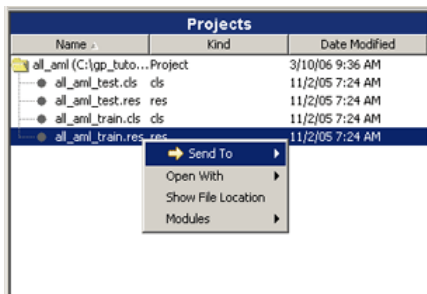 Projects
Name Kind Date Modified
all_aml (C:\gp_tuto... Project 3/10/06 9:36 AM
all_aml_test.cls cls 11/2/05 7:24 AM
all_aml_test.res res 11/2/05 7:24 AM
all_aml_train.cls cls 11/2/05 7:24 AM
all_aml_train.res res 11/2/05 7:24 AM
Send To
Open With
Show File Location
Modules